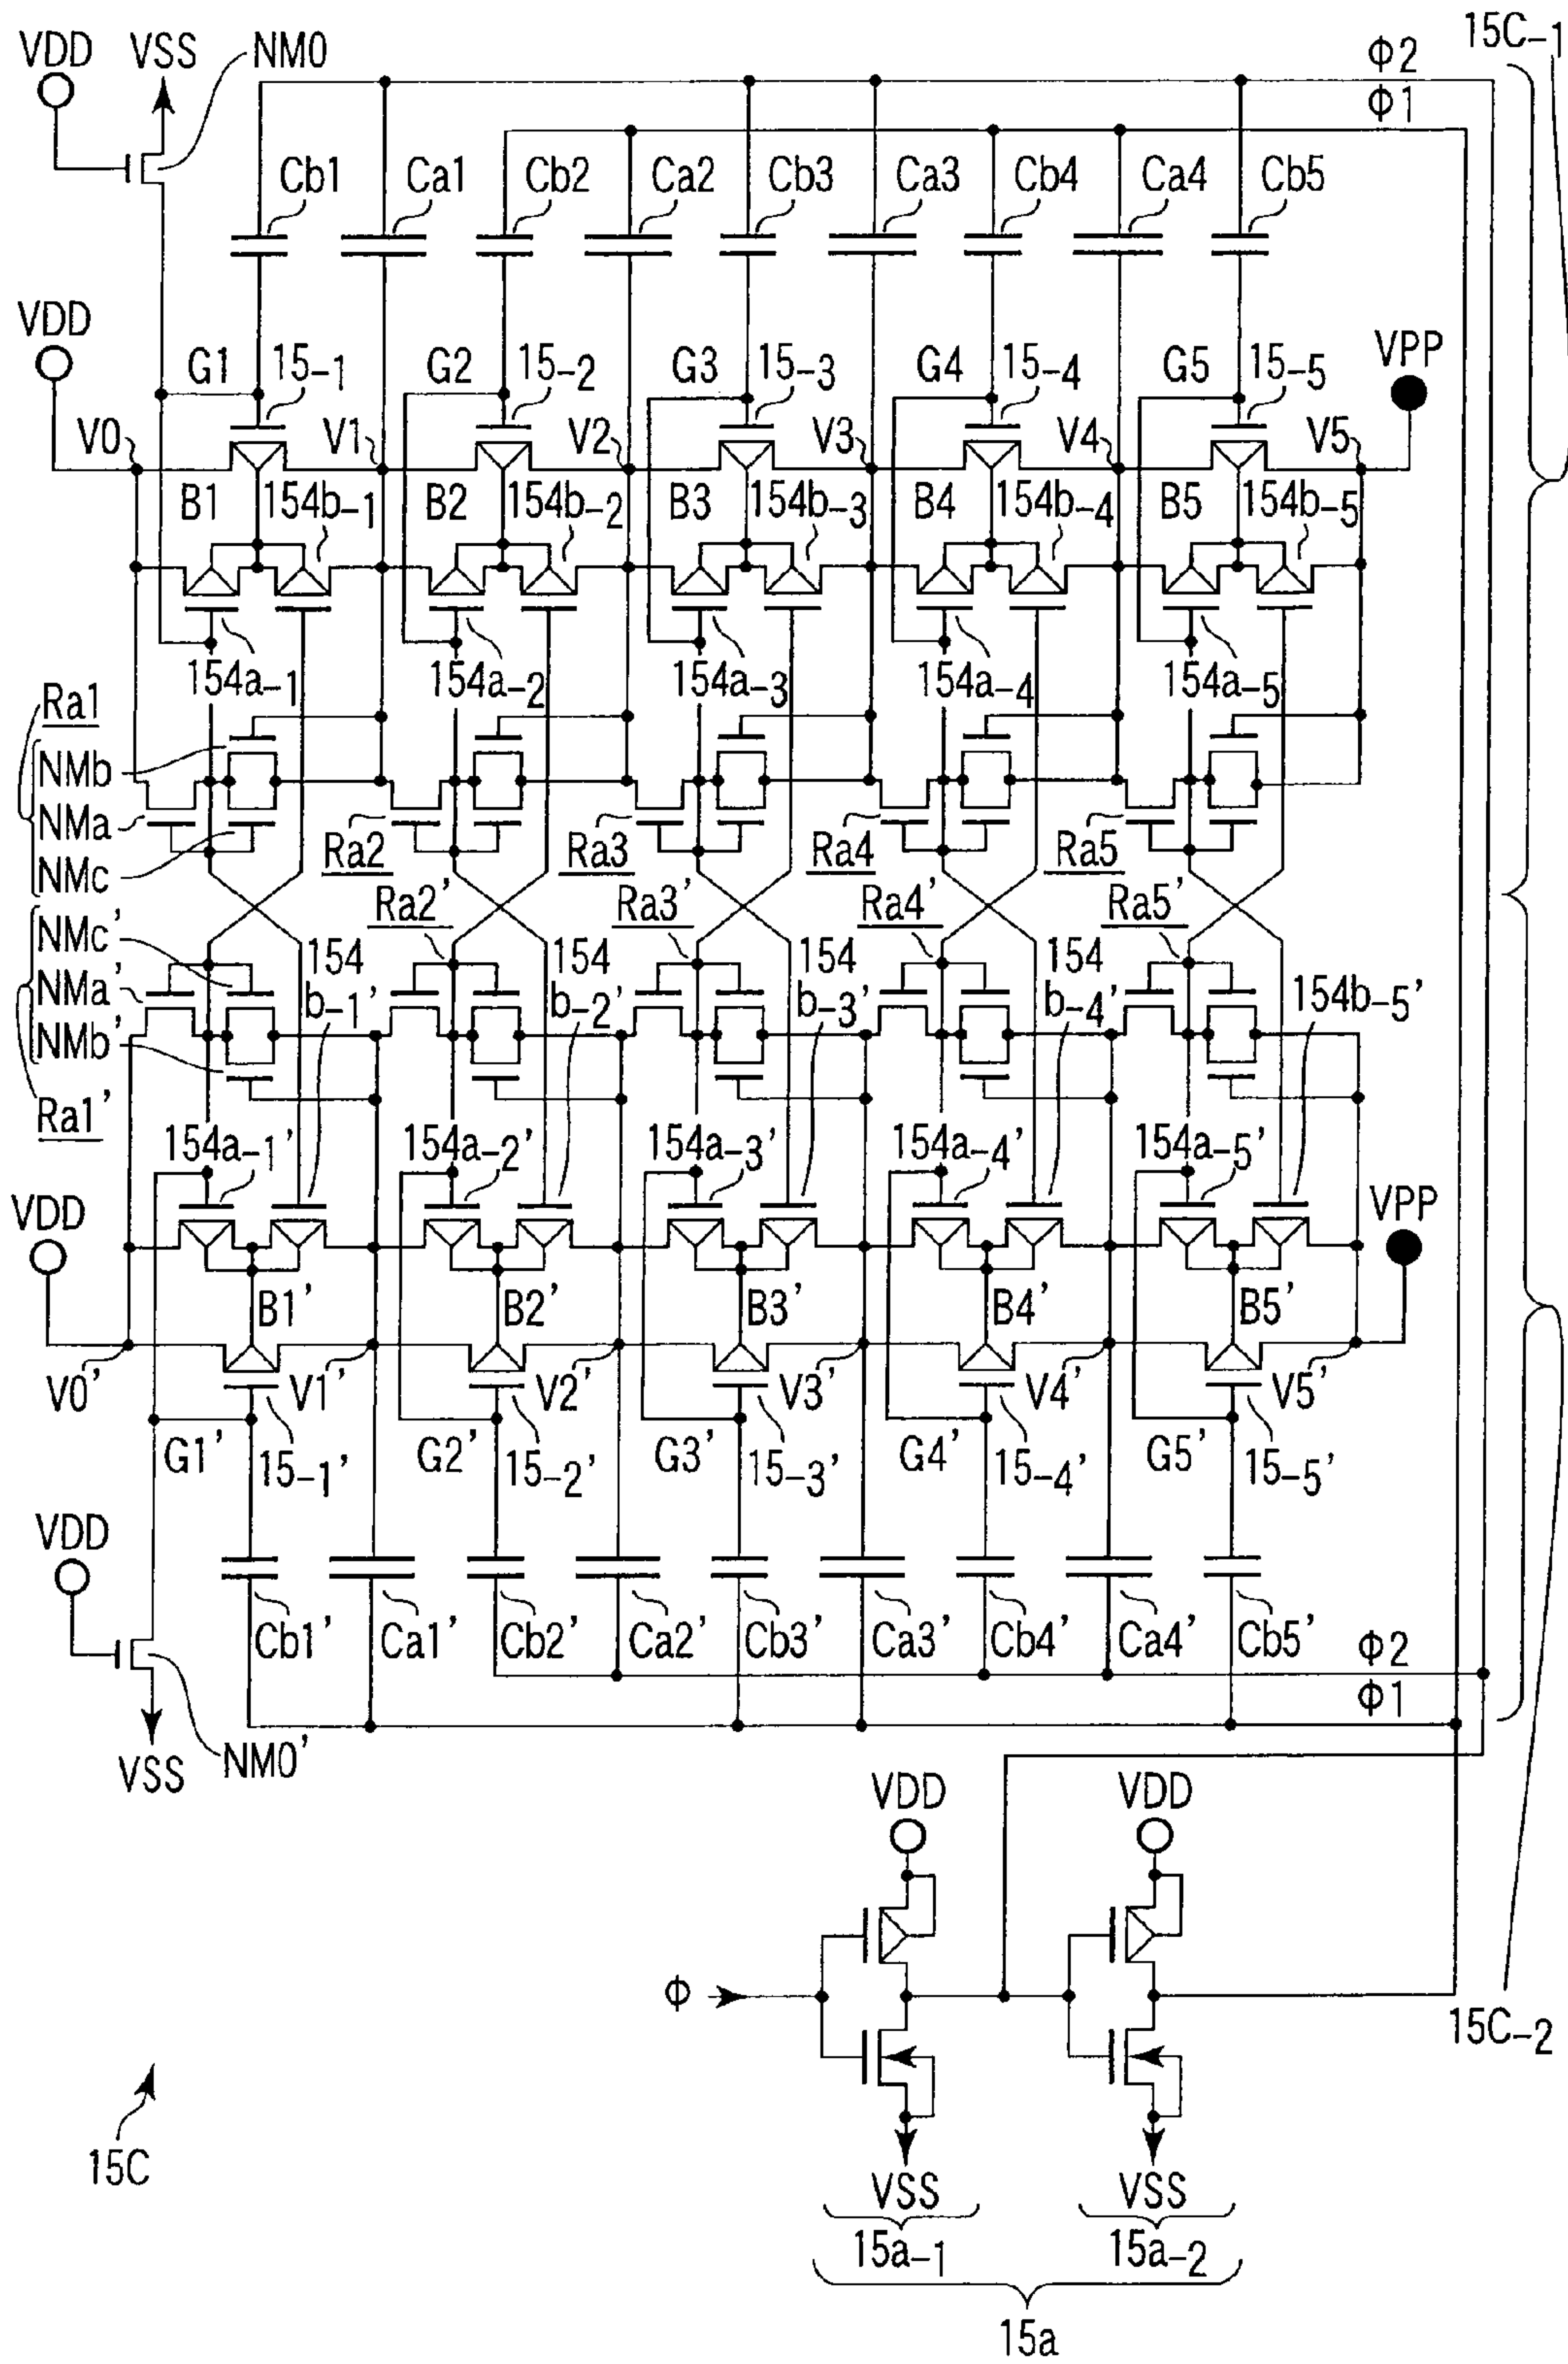 VDD VSS NM0 Φ2 15C-1
Φ1
Cb1 Ca1 Cb2 Ca2 Cb3 Ca3 Cb4 Ca4 Cb5
VDD G1 15-1 G2 15-2 G3 15-3 G4 15-4 G5 15-5 VPP
V0 V1 V2 V3 V4 V5
B1 154b-1 B2 154b-2 B3 154b-3 B4 154b-4 B5 154b-5
154a-1 154a-2 154a-3 154a-4 154a-5
Ra1
NMb
NMa Ra2 Ra3 Ra4 Ra5
NMc
Ra2' Ra3' Ra4' Ra5'
NMc' 154 154 154 154
NMa' b-1' b-2' b-3' b-4' 154b-5'
NMb'
Ra1'
154a-1' 154a-2' 154a-3' 154a-4' 154a-5'
VDD VPP
B1' B2' B3' B4' B5'
V0' V1' V2' V3' V4' V5'
G1' 15-1' G2' 15-2' G3' 15-3' G4' 15-4' G5' 15-5'
VDD
Cb1' Ca1' Cb2' Ca2' Cb3' Ca3' Cb4' Ca4' Cb5'
Φ2
Φ1
VSS NM0'
VDD VDD
Φ
15C-2
15C
VSS VSS
15a-1 15a-2
15a